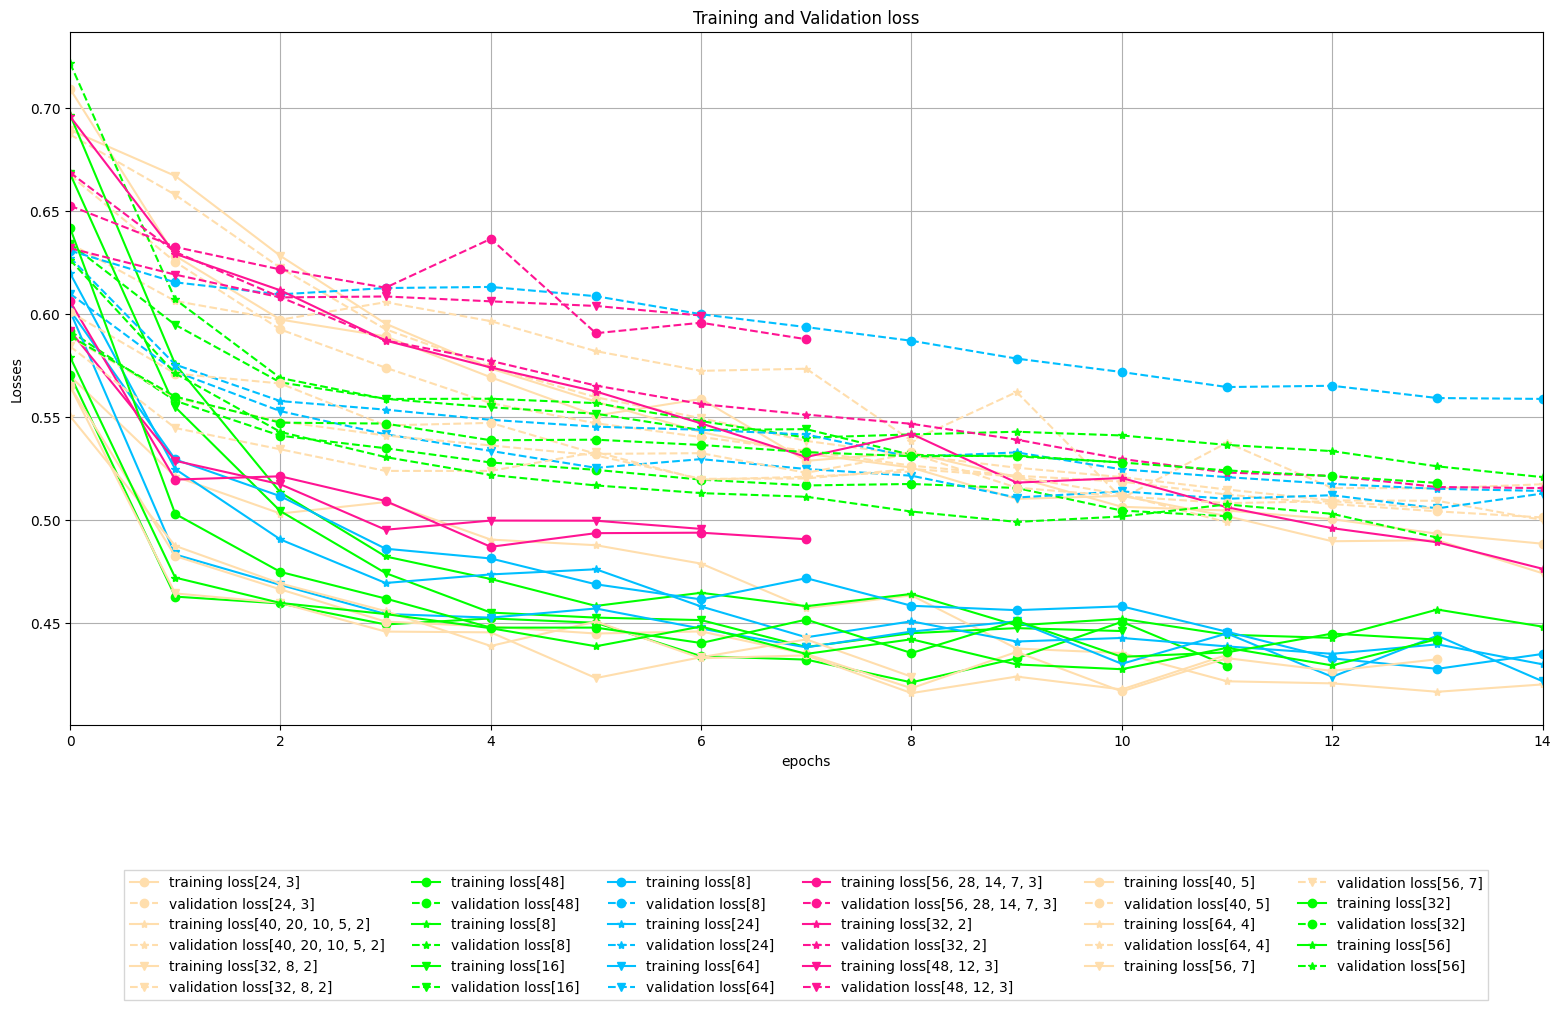 Training and Validation loss
0.70
0.65
0.60
0.55
0.50
0.45
Losses
0 2 4 6 8 10 12 14
epochs
training loss[24, 3]
validation loss[24, 3]
training loss[40, 20, 10, 5, 2]
validation loss[40, 20, 10, 5, 2]
training loss[32, 8, 2]
validation loss[32, 8, 2]
training loss[48]
validation loss[48]
training loss[8]
validation loss[8]
training loss[16]
validation loss[16]
training loss[8]
validation loss[8]
training loss[24]
validation loss[24]
training loss[64]
validation loss[64]
training loss[56, 28, 14, 7, 3]
validation loss[56, 28, 14, 7, 3]
training loss[32, 2]
validation loss[32, 2]
training loss[48, 12, 3]
validation loss[48, 12, 3]
training loss[40, 5]
validation loss[40, 5]
training loss[64, 4]
validation loss[64, 4]
training loss[56, 7]
validation loss[56, 7]
training loss[32]
validation loss[32]
training loss[56]
validation loss[56]